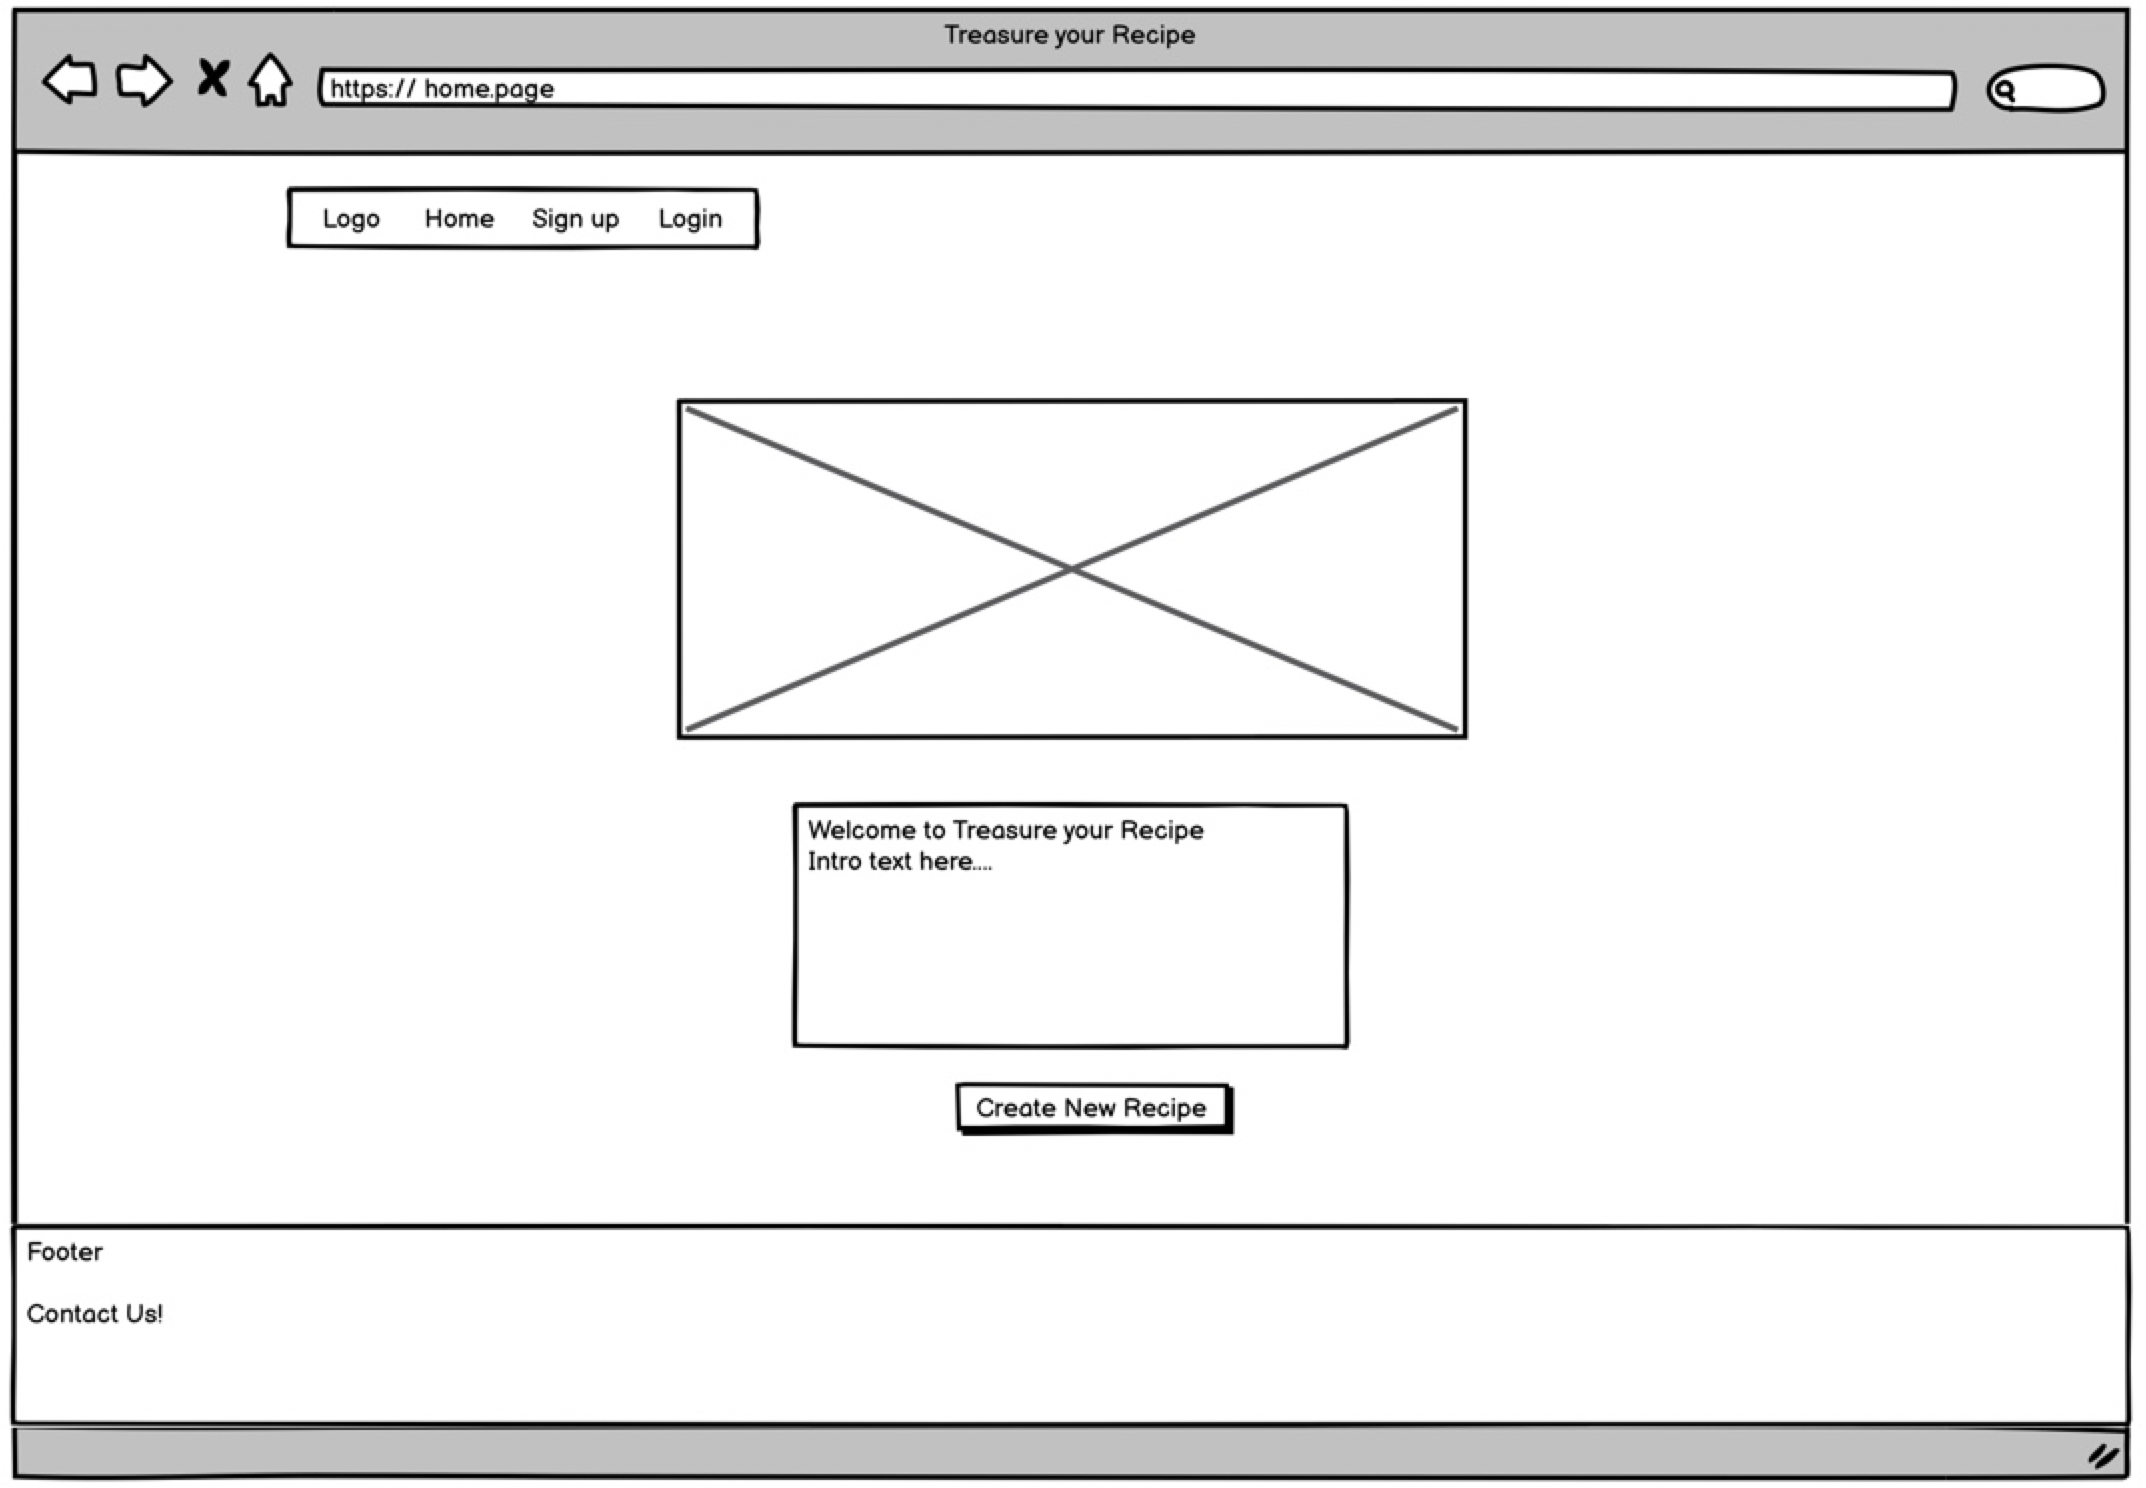 Treasure your Recipe
https:// home.page
Logo Home Sign up Login
Welcome to Treasure your Recipe
Intro text here....
Create New Recipe
Footer
Contact Us!